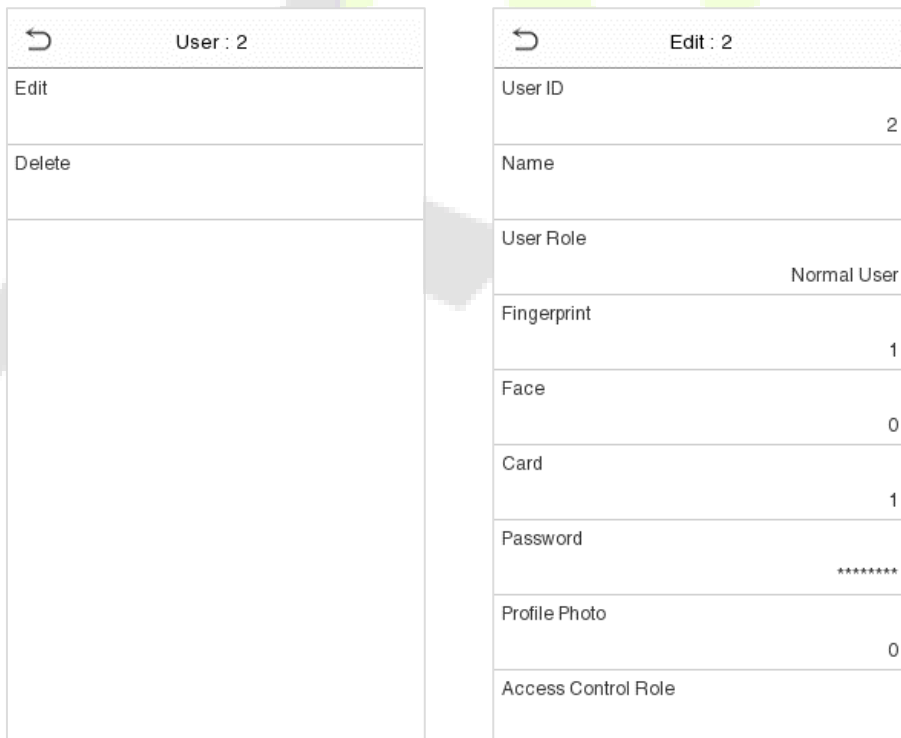 User : 2
Edit
Delete
Edit : 2
User ID
2
Name
User Role
Normal User
Fingerprint
1
Face
0
Card
1
Password
********
Profile Photo
0
Access Control Role